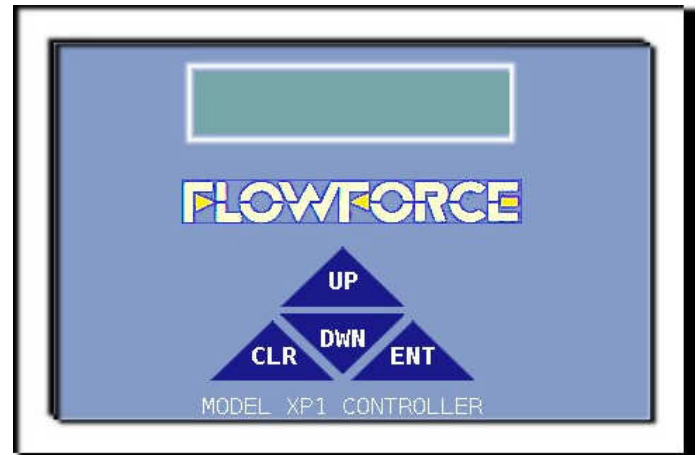 FLOWFORCE
UP
DWN
CLR ENT
MODEL XP1 CONTROLLER